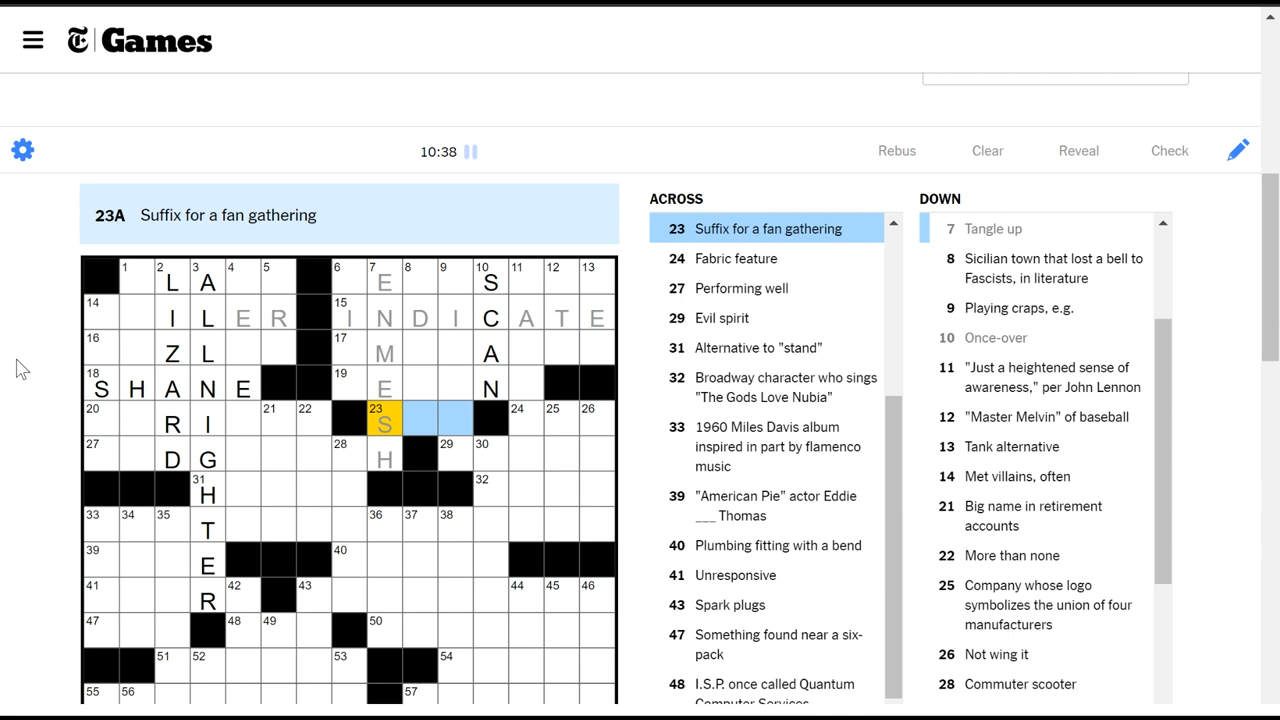 Games
10:38
Rebus
Clear
Reveal
Check
23A Suffix for a fan gathering
ACROSS
23 Suffix for a fan gathering
24 Fabric feature
27 Performing well
29 Evil spirit
31 Alternative to "stand"
32 Broadway character who sings
"The Gods Love Nubia"
33 1960 Miles Davis album
inspired in part by flamenco
music
39 "American Pie" actor Eddie
___ Thomas
40 Plumbing fitting with a bend
41 Unresponsive
43 Spark plugs
47 Something found near a six-
pack
48 I.S.P. once called Quantum
Computer Services
DOWN
7 Tangle up
8 Sicilian town that lost a bell to
Fascists, in literature
9 Playing craps, e.g.
10 Once-over
11 "Just a heightened sense of
awareness," per John Lennon
12 "Master Melvin" of baseball
13 Tank alternative
14 Met villains, often
21 Big name in retirement
accounts
22 More than none
25 Company whose logo
symbolizes the union of four
manufacturers
26 Not wing it
28 Commuter scooter
1 2 3 4 5 6 7 8 9 10 11 12 13
L A E S
14 15
I L E R I N D I C A T E
16 17
Z L M A
18 19
S H A N E E N
20 21 22 23 24 25 26
R I S
27 28 29 30
D G H
31 32
H
33 34 35 36 37 38
T
39 40
E
41 42 43 44 45 46
R
47 48 49 50
51 52 53 54
55 56 57